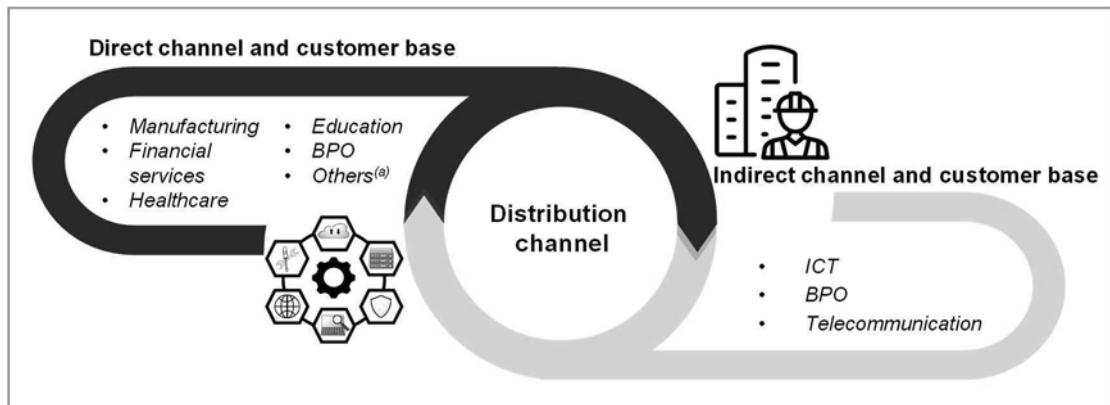 Direct channel and customer base
• Manufacturing
• Financial
services
• Healthcare
• Education
• BPO
• Others(a)
Distribution
channel
Indirect channel and customer base
• ICT
• BPO
• Telecommunication